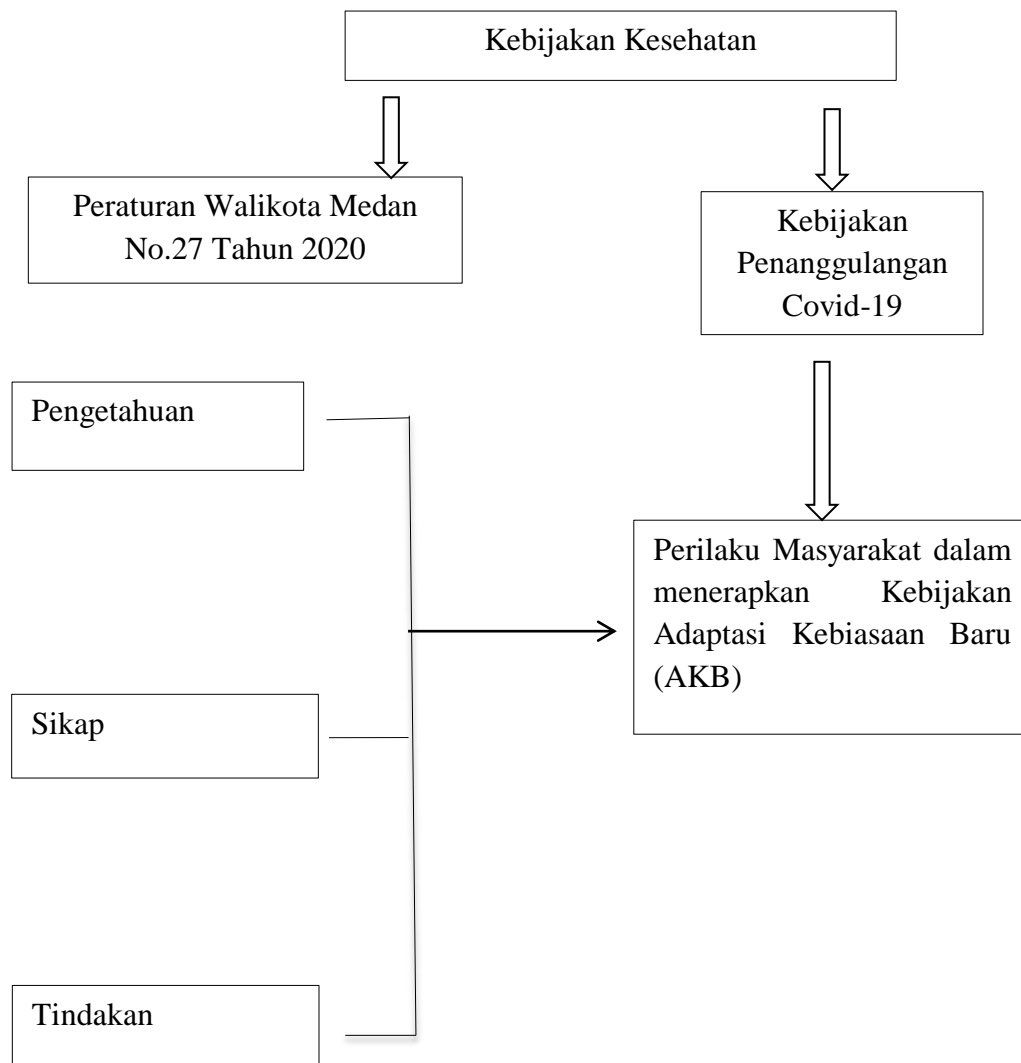 Kebijakan Kesehatan
Peraturan Walikota Medan
No.27 Tahun 2020
Kebijakan
Penanggulangan
Covid-19
Pengetahuan
Perilaku Masyarakat dalam
menerapkan Kebijakan
Adaptasi Kebiasaan Baru
(AKB)
Sikap
Tindakan